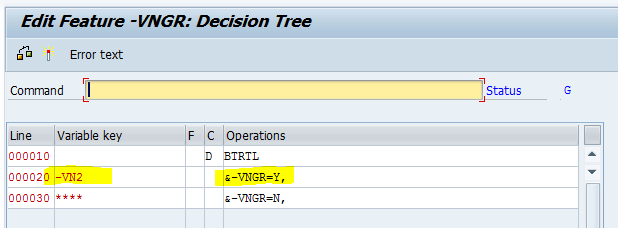 Edit Feature -VNGR: Decision Tree
Error text
Command Status G
Line Variable key F C Operations
000010 D BTRTL
000020 -VN2 &-VNGR=Y,
000030 **** &-VNGR=N,